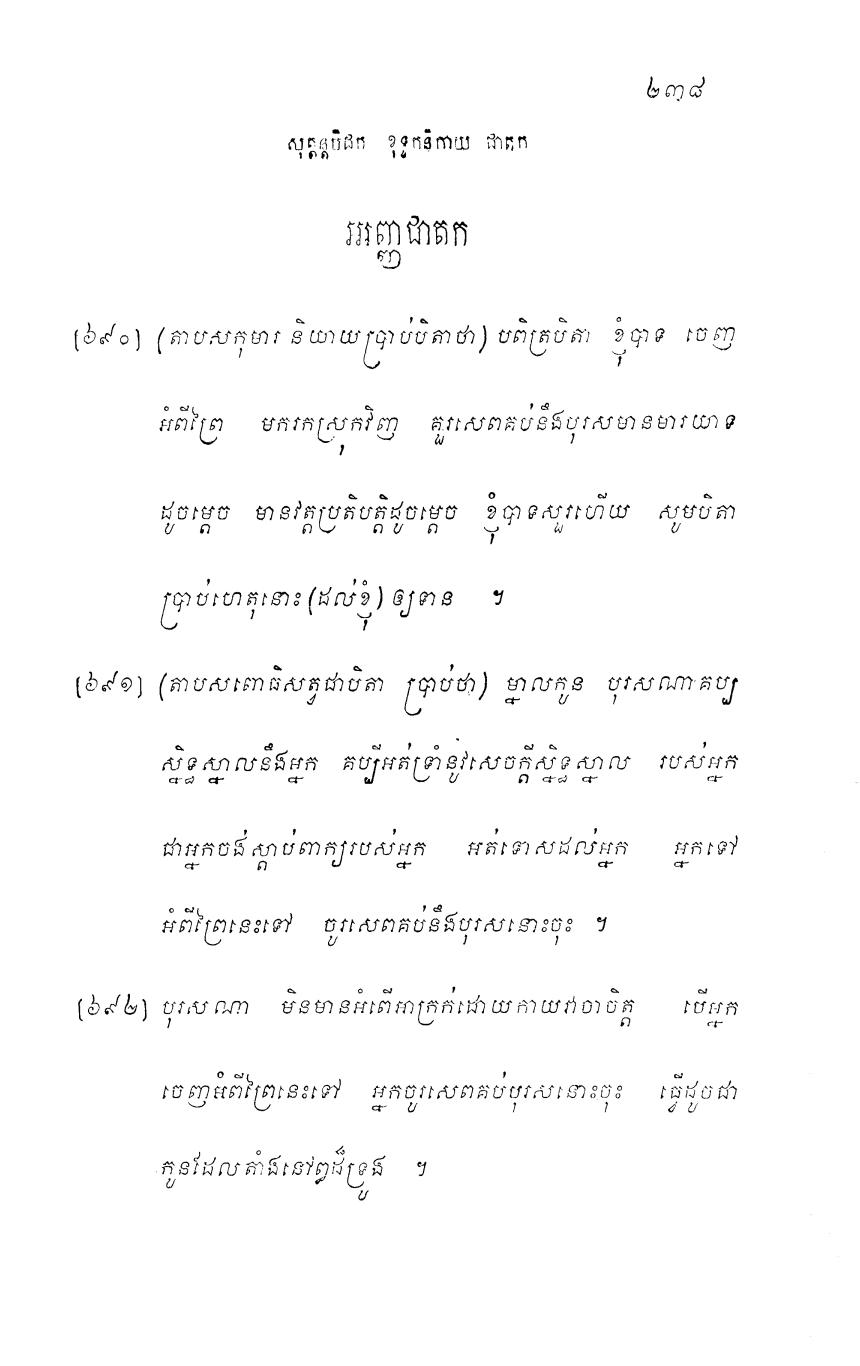 ២៣៨
សុត្តន្តបិដក ខុទ្ទកនិកាយ ជាតក
អរញ្ញជាតក
[៦៩០] (តាបសកុមារ និយាយប្រាប់បិតាថា) បពិត្របិតា ខ្ញុំបាទ ចេញ
អំពីព្រៃ មករកស្រុកវិញ គួរសេពគប់នឹងបុរសមានមារយាទ
ដូចម្តេច មានវត្តប្រតិបត្តិដូចម្តេច ខ្ញុំបាទសួរហើយ សូមបិតា
ប្រាប់ហេតុនោះ (ដល់ខ្ញុំ) ឲ្យទាន ។
[៦៩១] (តាបសពោធិសត្វជាបិតា ប្រាប់ថា) ម្នាលកូន បុរសណាគប្ប
ស្និទ្ធស្នាលនឹងអ្នក គប្បីអត់ទ្រាំនូវសេចក្តីស្និទ្ធស្នាល របស់អ្នក
ជាអ្នកចង់ស្តាប់ពាក្យរបស់អ្នក អត់ទោសដល់អ្នក អ្នកទៅ
អំពីព្រៃនេះទៅ ចូរសេពគប់នឹងបុរសនោះចុះ ។
[៦៩២] បុរសណា មិនមានអំពើអាក្រក់ដោយកាយវាចាចិត្ត បើអ្នក
ចេញអំពីព្រៃនេះទៅ អ្នកចូរសេពគប់បុរសនោះចុះ ធ្វើដូចជា
កូនដែលតាំងនៅឰដ៏ទ្រូង ។